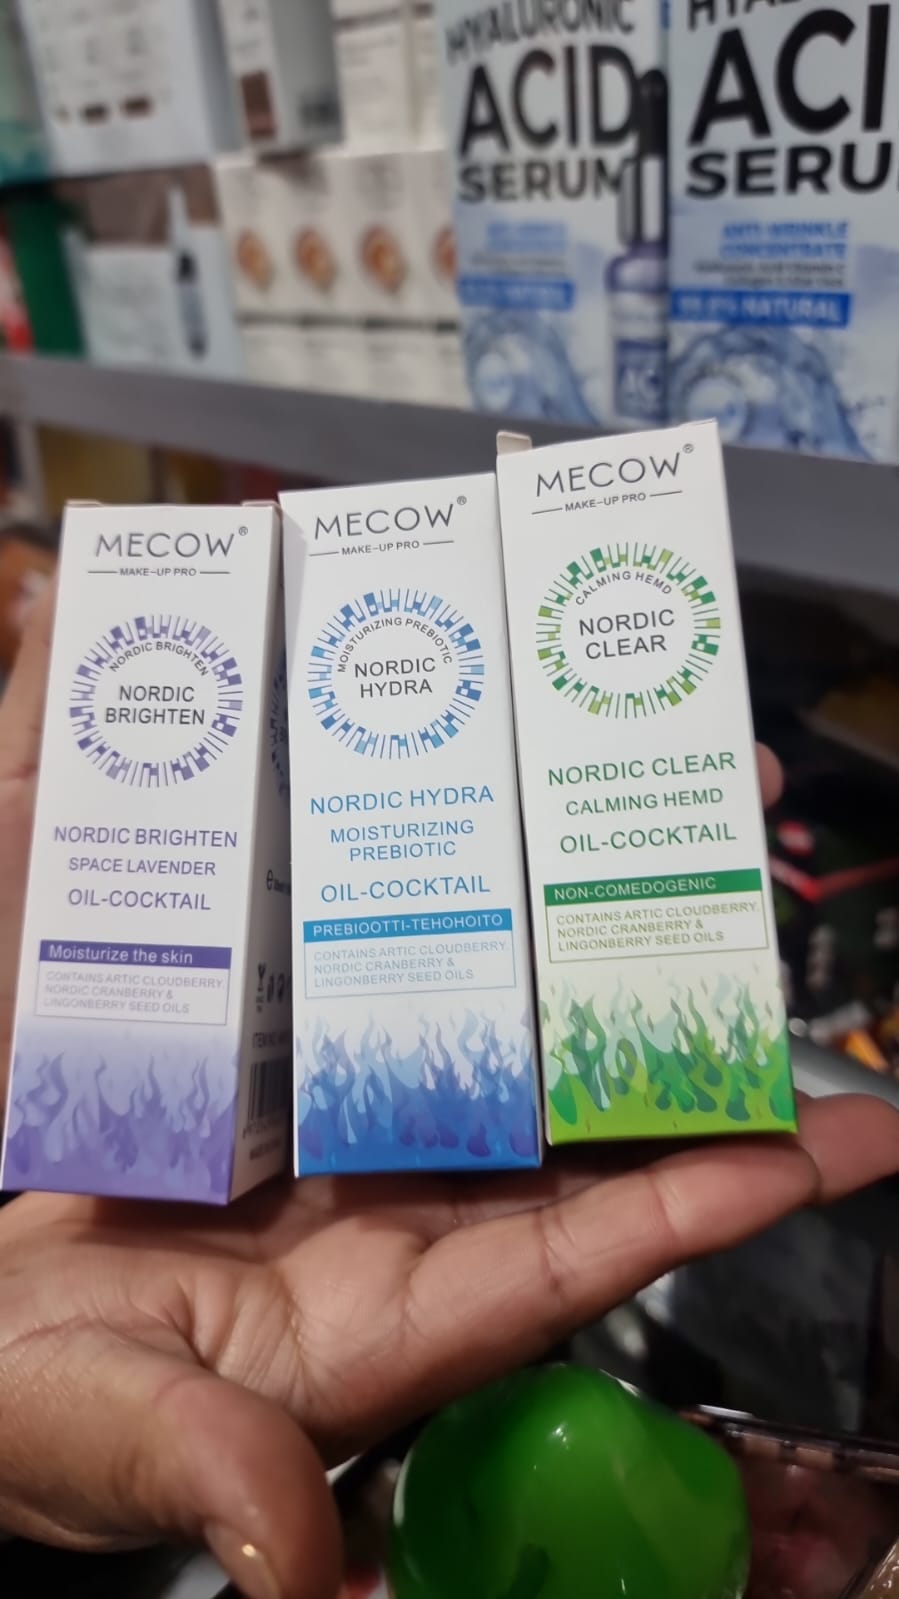 HYALURONIC
ACID
SERUM
ACI
SERU
ANTI-WRINKLE
CONCENTRATE
NATURAL
MECOW®
MAKE-UP PRO
NORDIC BRIGHTEN
NORDIC
BRIGHTEN
NORDIC BRIGHTEN
SPACE LAVENDER
OIL-COCKTAIL
Moisturize the skin
CONTAINS ARTIC CLOUDBERRY,
NORDIC CRANBERRY &
LINGONBERRY SEED OILS
MECOW®
MAKE-UP PRO
MOISTURIZING PREBIOTIC
NORDIC
HYDRA
NORDIC HYDRA
MOISTURIZING
PREBIOTIC
OIL-COCKTAIL
PREBIOOTTI-TEHOHOITO
CONTAINS ARTIC CLOUDBERRY,
NORDIC CRANBERRY &
LINGONBERRY SEED OILS
MECOW®
MAKE-UP PRO
CALMING HEMD
NORDIC
CLEAR
NORDIC CLEAR
CALMING HEMD
OIL-COCKTAIL
NON-COMEDOGENIC
CONTAINS ARTIC CLOUDBERRY,
NORDIC CRANBERRY &
LINGONBERRY SEED OILS